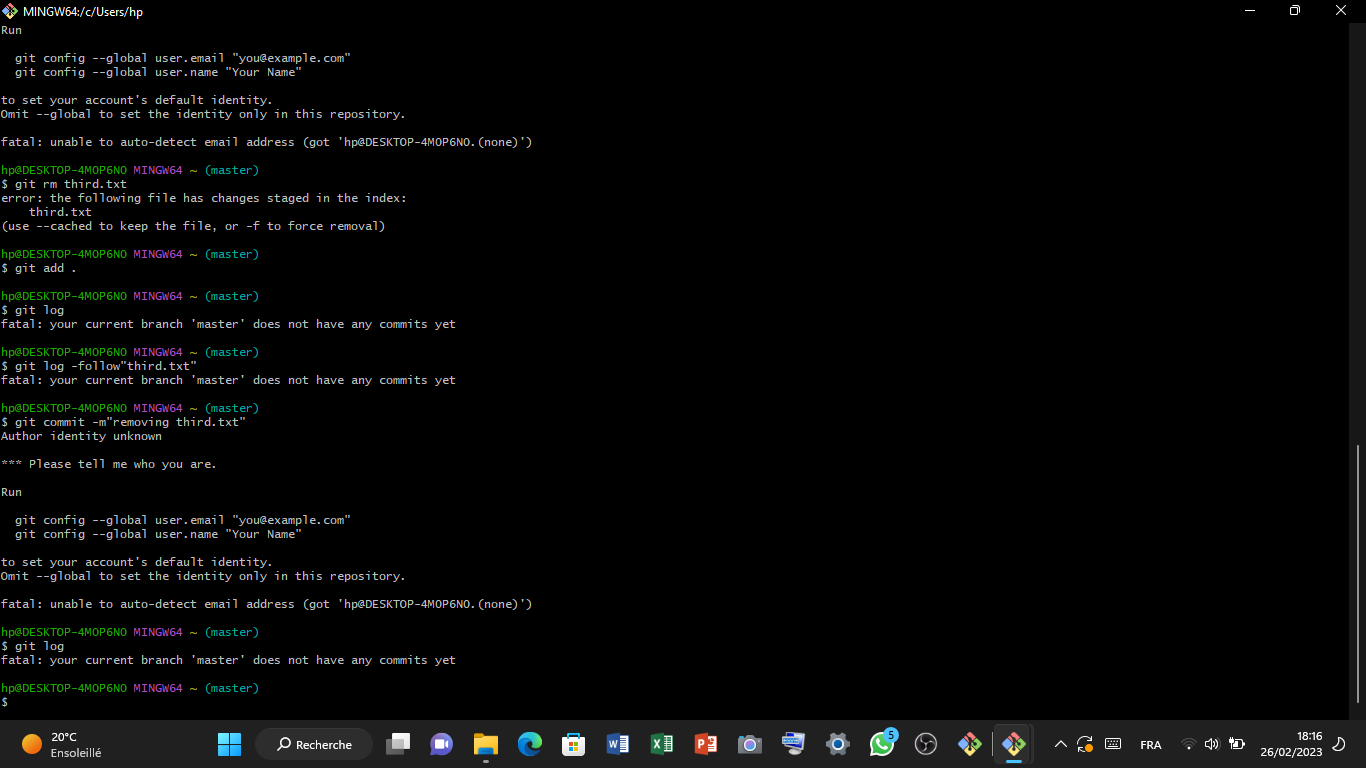 MINGW64:/c/Users/hp
Run
git config --global user.email "you@example.com"
git config --global user.name "Your Name"
to set your account's default identity.
Omit --global to set the identity only in this repository.
fatal: unable to auto-detect email address (got 'hp@DESKTOP-4MOP6NO.(none)')
hp@DESKTOP-4MOP6NO MINGW64 ~ (master)
$ git rm third.txt
error: the following file has changes staged in the index:
third.txt
(use --cached to keep the file, or -f to force removal)
hp@DESKTOP-4MOP6NO MINGW64 ~ (master)
$ git add .
hp@DESKTOP-4MOP6NO MINGW64 ~ (master)
$ git log
fatal: your current branch 'master' does not have any commits yet
hp@DESKTOP-4MOP6NO MINGW64 ~ (master)
$ git log -follow"third.txt"
fatal: your current branch 'master' does not have any commits yet
hp@DESKTOP-4MOP6NO MINGW64 ~ (master)
$ git commit -m"removing third.txt"
Author identity unknown
*** Please tell me who you are.
Run
git config --global user.email "you@example.com"
git config --global user.name "Your Name"
to set your account's default identity.
Omit --global to set the identity only in this repository.
fatal: unable to auto-detect email address (got 'hp@DESKTOP-4MOP6NO.(none)')
hp@DESKTOP-4MOP6NO MINGW64 ~ (master)
$ git log
fatal: your current branch 'master' does not have any commits yet
hp@DESKTOP-4MOP6NO MINGW64 ~ (master)
$
20°C
Ensoleillé
Recherche
5
FRA
18:16
26/02/2023